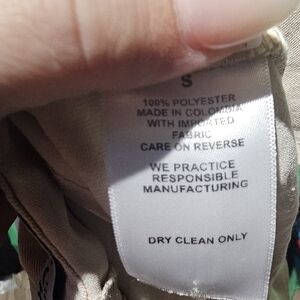 S
100% POLYESTER
MADE IN COLOMBIA
WITH IMPORTED
FABRIC
CARE ON REVERSE
WE PRACTICE
RESPONSIBLE
MANUFACTURING
DRY CLEAN ONLY